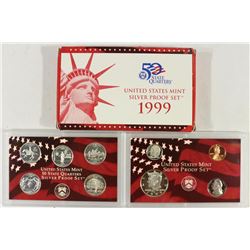 50
STATE
QUARTERS
UNITED STATES MINT
SILVER PROOF SET
1999
UNITED STATES MINT
50 STATE QUARTERS
SILVER PROOF SET
UNITED STATES MINT
SILVER PROOF SET